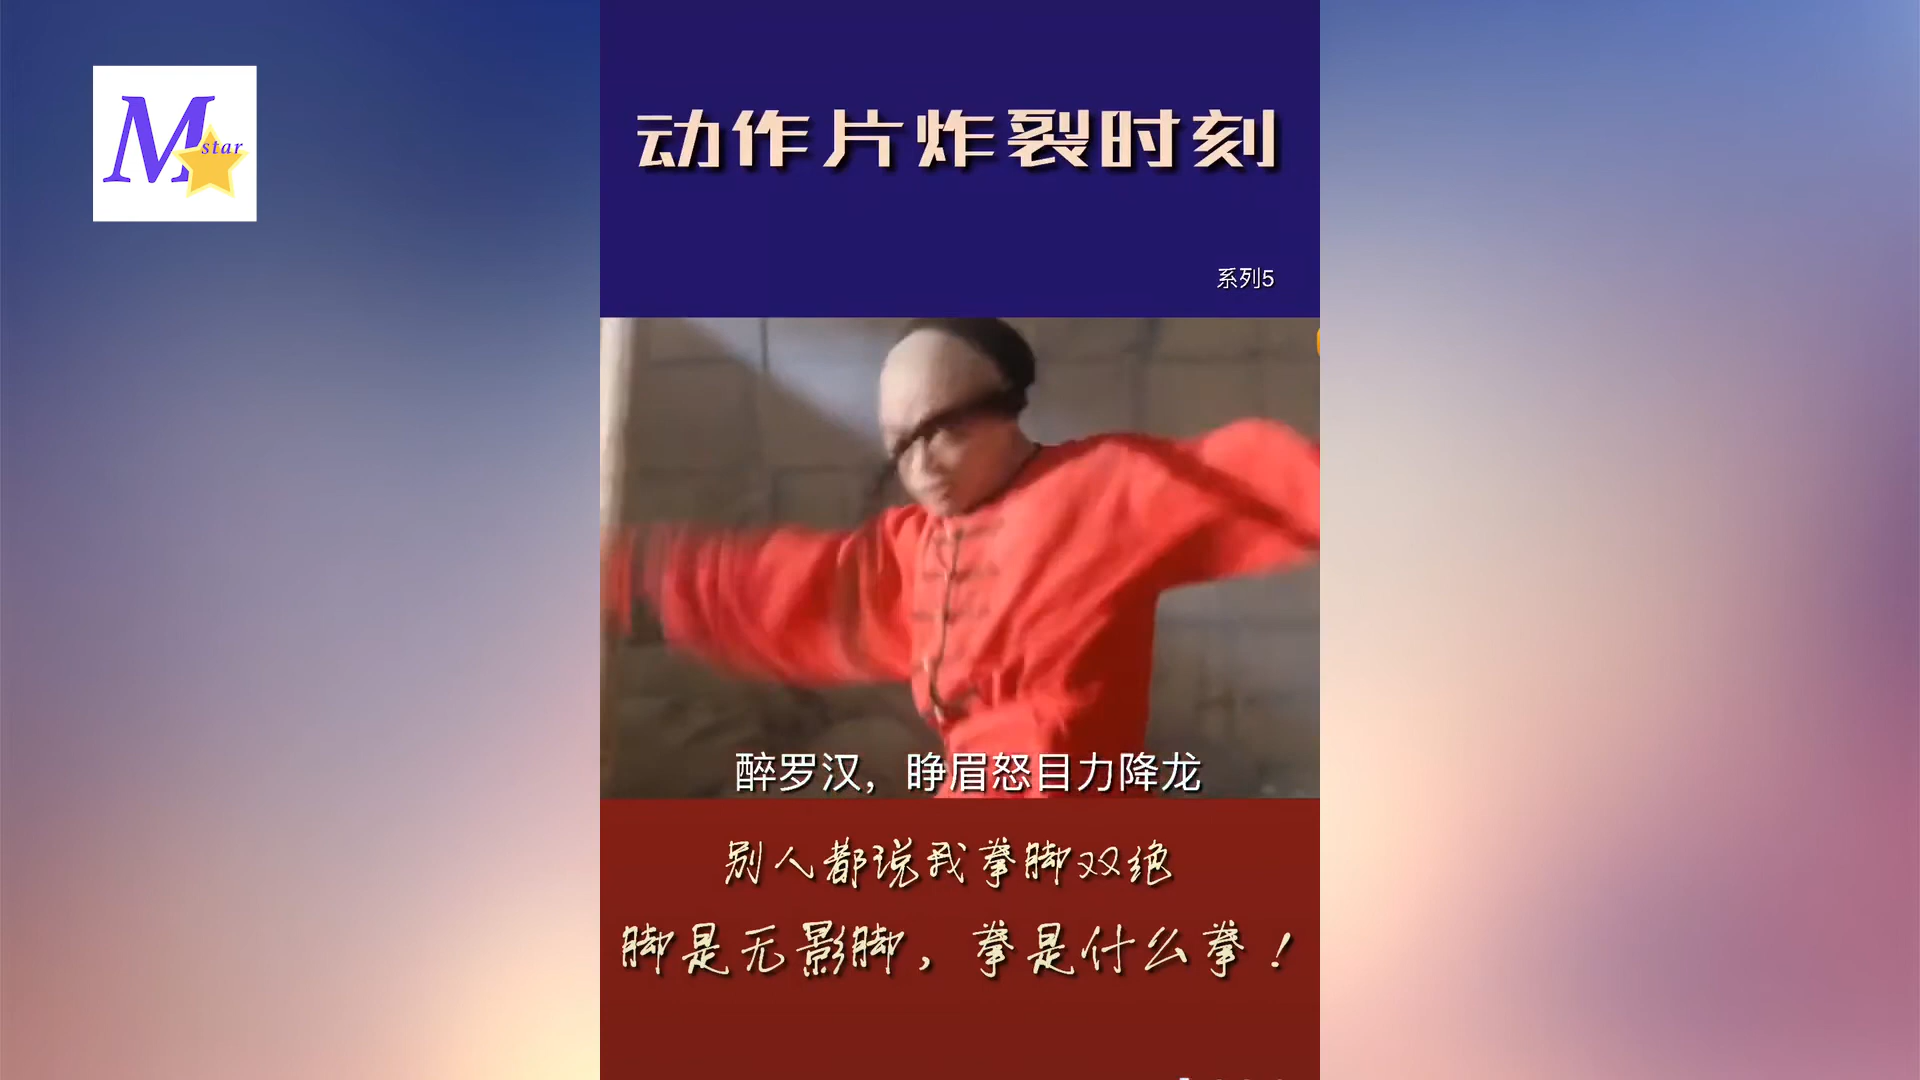 Mstar
动作片炸裂时刻
系列5
醉罗汉，睁眉怒目力降龙
别人都说我拳脚双绝
脚是无影脚，拳是什么拳！